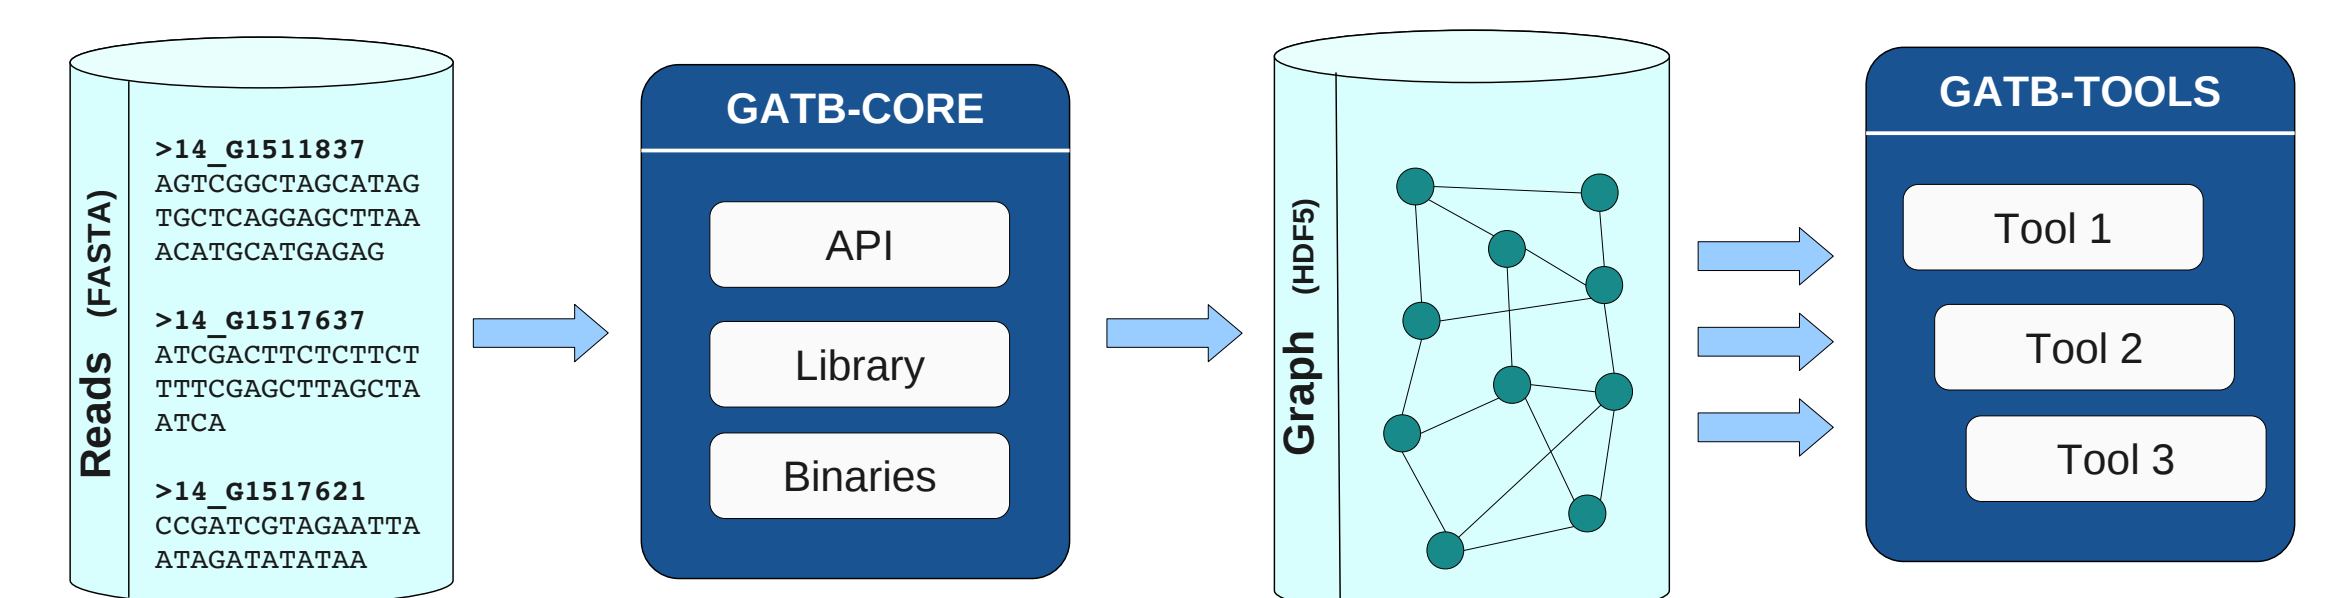 Reads (FASTA)
>14_G1511837
AGTCGGCTAGCATAG
TGCTCAGGAGCTTAA
ACATGCATGAGAG
>14_G1517637
ATCGACTTCTCTTCT
TTTCGAGCTTAGCTA
ATCA
>14_G1517621
CCGATCGTAGAATTA
ATAGATATATAA
GATB-CORE
API
Library
Binaries
Graph (HDF5)
GATB-TOOLS
Tool 1
Tool 2
Tool 3